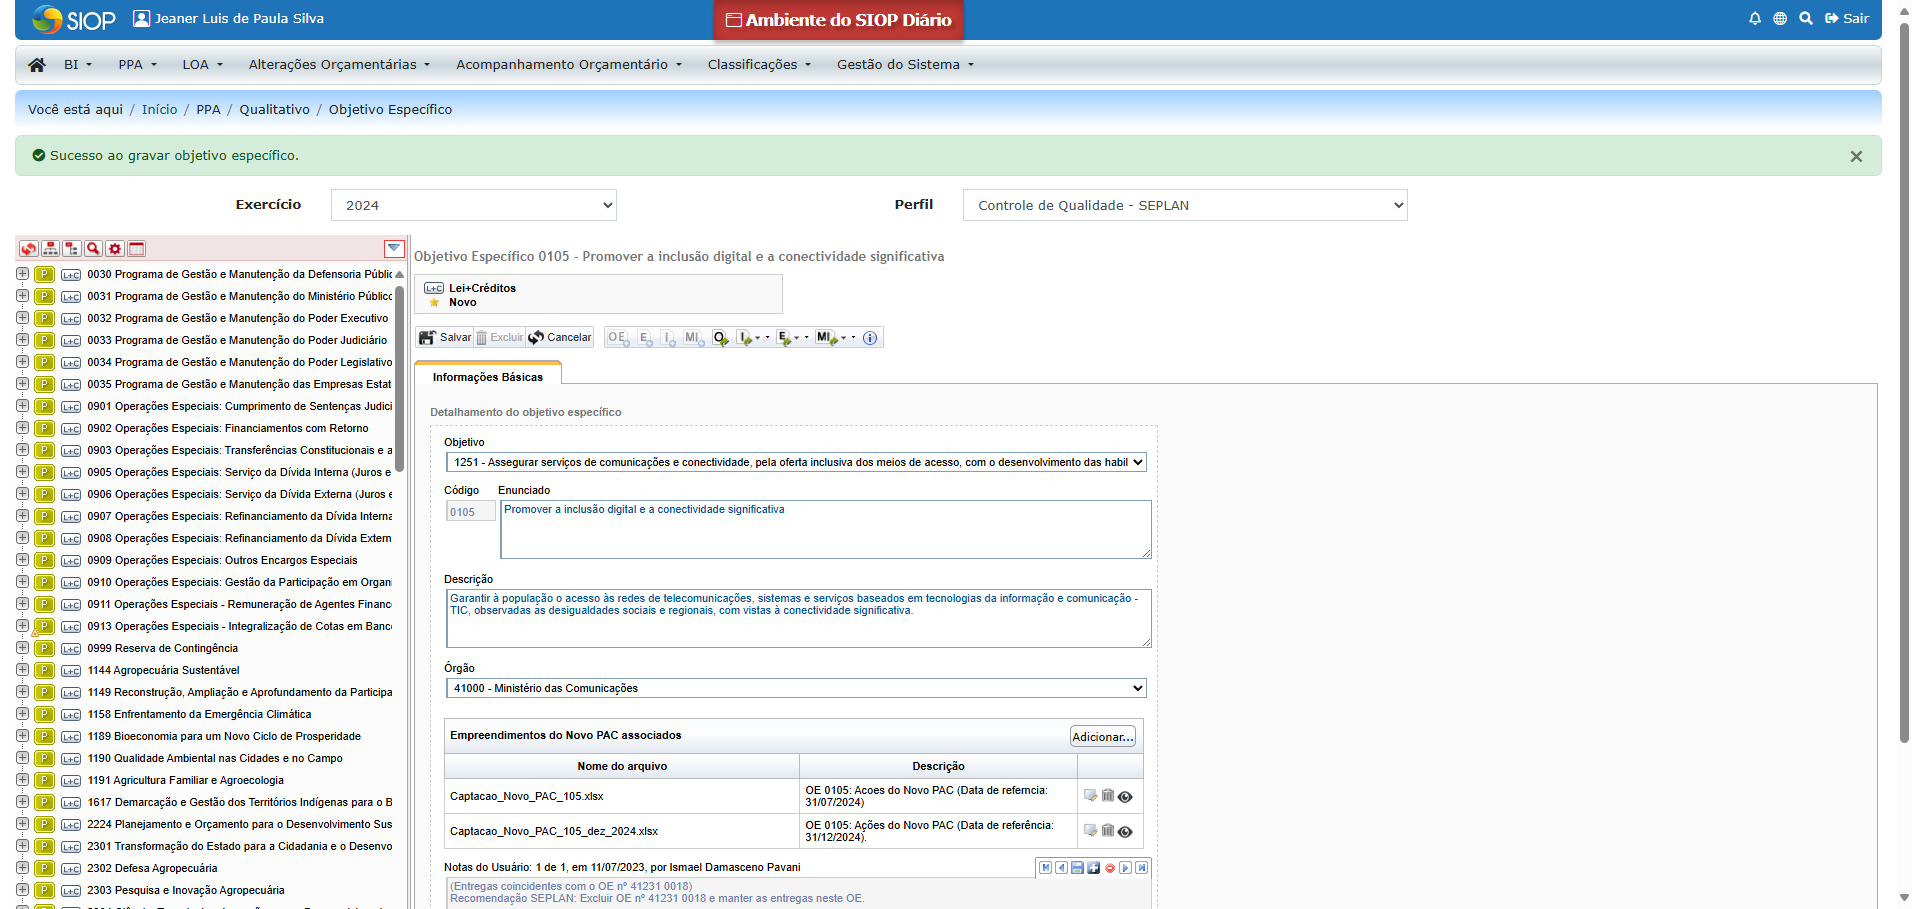 SIOP
Jeaner Luis de Paula Silva
Ambiente do SIOP Diário
Sair
BI
PPA
LOA
Alterações Orçamentárias
Acompanhamento Orçamentário
Classificações
Gestão do Sistema
Você está aqui / Início / PPA / Qualitativo / Objetivo Específico
Sucesso ao gravar objetivo específico.
×
Exercício
2024
Perfil
Controle de Qualidade - SEPLAN
P L+C 0030 Programa de Gestão e Manutenção da Defensoria Públic
P L+C 0031 Programa de Gestão e Manutenção do Ministério Público
P L+C 0032 Programa de Gestão e Manutenção do Poder Executivo
P L+C 0033 Programa de Gestão e Manutenção do Poder Judiciário
P L+C 0034 Programa de Gestão e Manutenção do Poder Legislativo
P L+C 0035 Programa de Gestão e Manutenção das Empresas Estat
P L+C 0901 Operações Especiais: Cumprimento de Sentenças Judici
P L+C 0902 Operações Especiais: Financiamentos com Retorno
P L+C 0903 Operações Especiais: Transferências Constitucionais e a
P L+C 0905 Operações Especiais: Serviço da Dívida Interna (Juros e
P L+C 0906 Operações Especiais: Serviço da Dívida Externa (Juros e
P L+C 0907 Operações Especiais: Refinanciamento da Dívida Interna
P L+C 0908 Operações Especiais: Refinanciamento da Dívida Extern
P L+C 0909 Operações Especiais: Outros Encargos Especiais
P L+C 0910 Operações Especiais: Gestão da Participação em Organi
P L+C 0911 Operações Especiais - Remuneração de Agentes Financ
P L+C 0913 Operações Especiais - Integralização de Cotas em Banc
P L+C 0999 Reserva de Contingência
P L+C 1144 Agropecuária Sustentável
P L+C 1149 Reconstrução, Ampliação e Aprofundamento da Participa
P L+C 1158 Enfrentamento da Emergência Climática
P L+C 1189 Bioeconomia para um Novo Ciclo de Prosperidade
P L+C 1190 Qualidade Ambiental nas Cidades e no Campo
P L+C 1191 Agricultura Familiar e Agroecologia
P L+C 1617 Demarcação e Gestão dos Territórios Indígenas para o B
P L+C 2224 Planejamento e Orçamento para o Desenvolvimento Sus
P L+C 2301 Transformação do Estado para a Cidadania e o Desenvo
P L+C 2302 Defesa Agropecuária
P L+C 2303 Pesquisa e Inovação Agropecuária
Objetivo Específico 0105 - Promover a inclusão digital e a conectividade significativa
L+C Lei+Créditos
Novo
Salvar
Excluir
Cancelar
OE E I MI O I E MI
Informações Básicas
Detalhamento do objetivo específico
Objetivo
1251 - Assegurar serviços de comunicações e conectividade, pela oferta inclusiva dos meios de acesso, com o desenvolvimento das habil
Código
Enunciado
0105
Promover a inclusão digital e a conectividade significativa
Descrição
Garantir à população o acesso às redes de telecomunicações, sistemas e serviços baseados em tecnologias da informação e comunicação -
TIC, observadas as desigualdades sociais e regionais, com vistas à conectividade significativa.
Órgão
41000 - Ministério das Comunicações
Empreendimentos do Novo PAC associados
Adicionar...
Nome do arquivo
Descrição
Captacao_Novo_PAC_105.xlsx
OE 0105: Acoes do Novo PAC (Data de referncia:
31/07/2024)
Captacao_Novo_PAC_105_dez_2024.xlsx
OE 0105: Ações do Novo PAC (Data de referência:
31/12/2024).
Notas do Usuário: 1 de 1, em 11/07/2023, por Ismael Damasceno Pavani
(Entregas coincidentes com o OE nº 41231 0018)
Recomendação SEPLAN: Excluir OE nº 41231 0018 e manter as entregas neste OE.